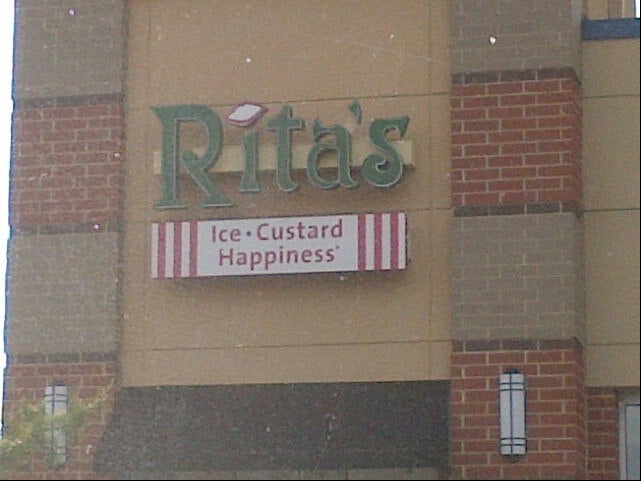 Rita's
Ice • Custard
Happiness